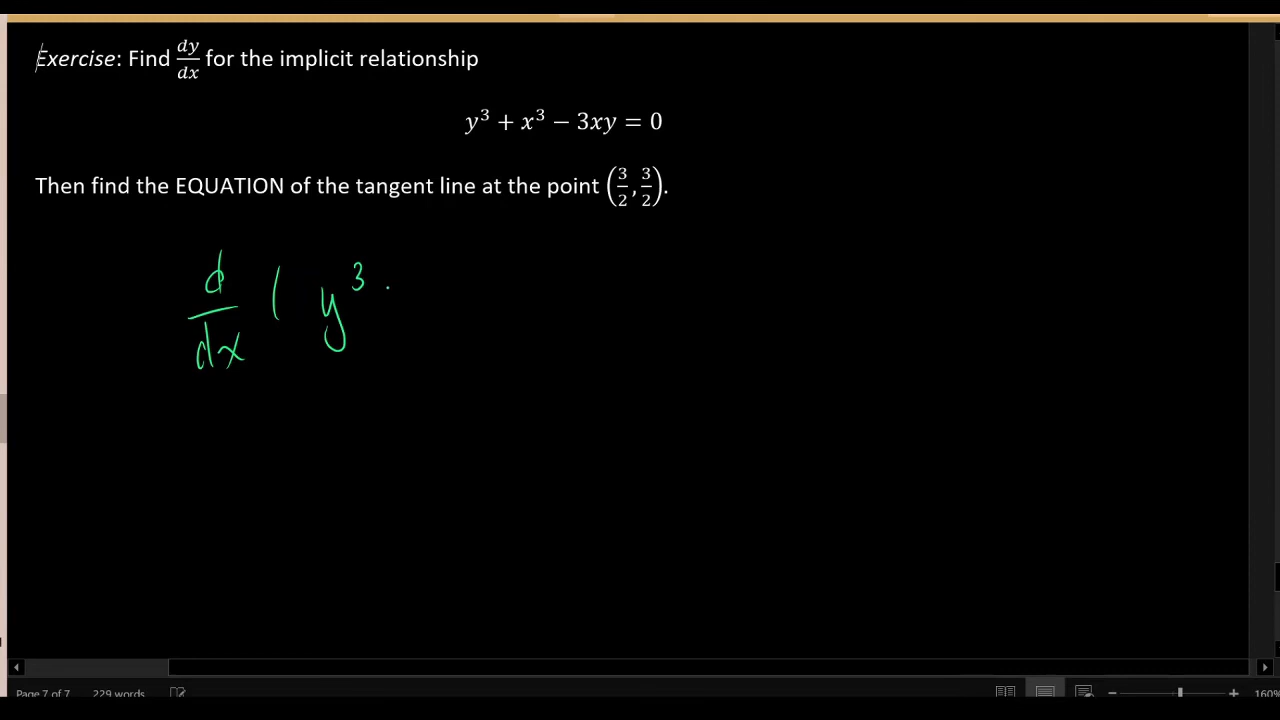 Exercise: Find dy/dx for the implicit relationship
y³ + x³ − 3xy = 0
Then find the EQUATION of the tangent line at the point (3/2, 3/2).
d/dx ( y³ ·
Page 7 of 7 229 words 160%